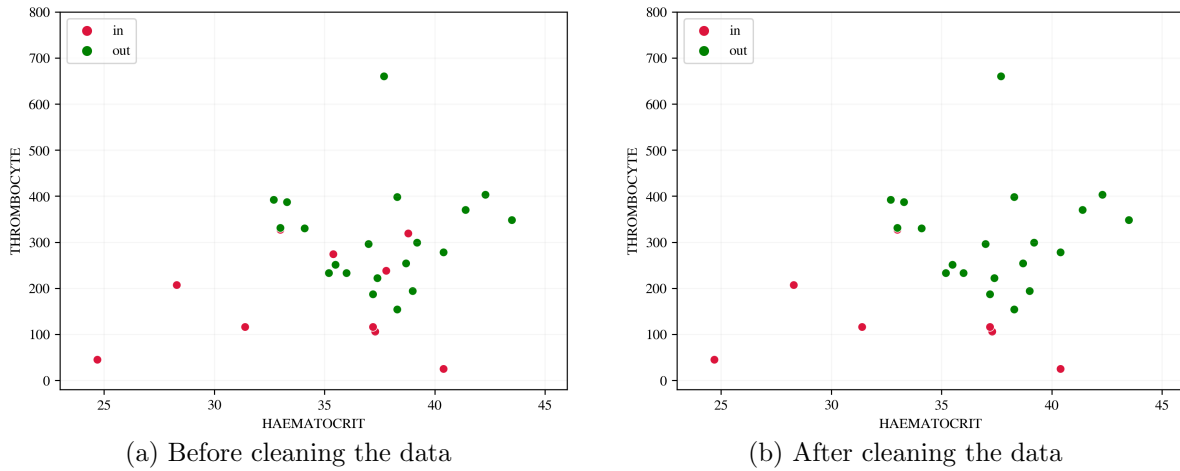 800
700
600
500
400
300
200
100
0
THROMBOCYTE
in
out
25
30
35
40
45
HAEMATOCRIT
(a) Before cleaning the data
800
700
600
500
400
300
200
100
0
THROMBOCYTE
in
out
25
30
35
40
45
HAEMATOCRIT
(b) After cleaning the data